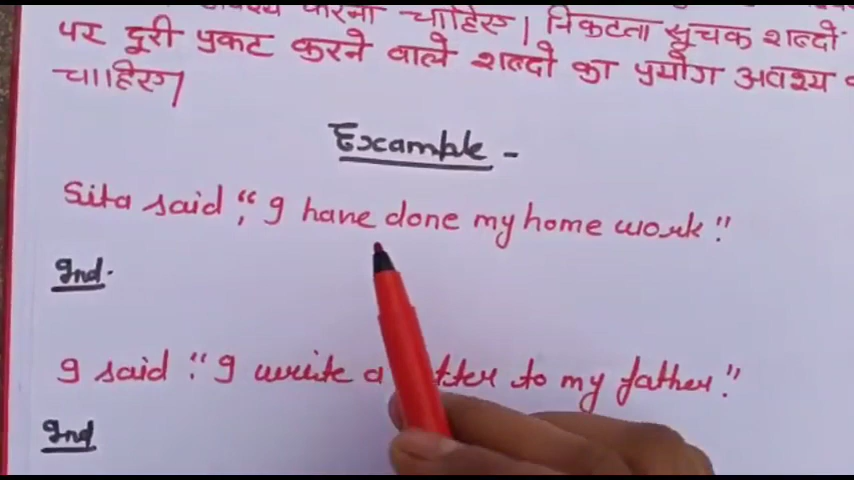 करना चाहिए। निकटता सूचक शब्दो
पर दूरी प्रकट करने वाले शब्दो का प्रयोग अवश्य
चाहिए।
Example -
Sita said, "I have done my home work."
Ind.
I said "I write a to my father."
Ind